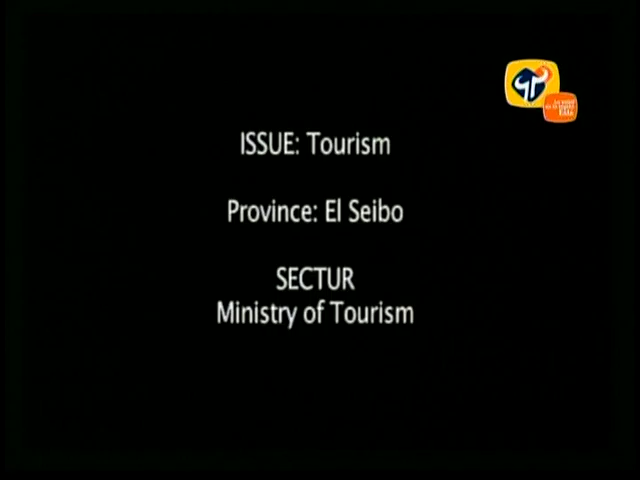 ISSUE: Tourism
Province: El Seibo
SECTUR
Ministry of Tourism